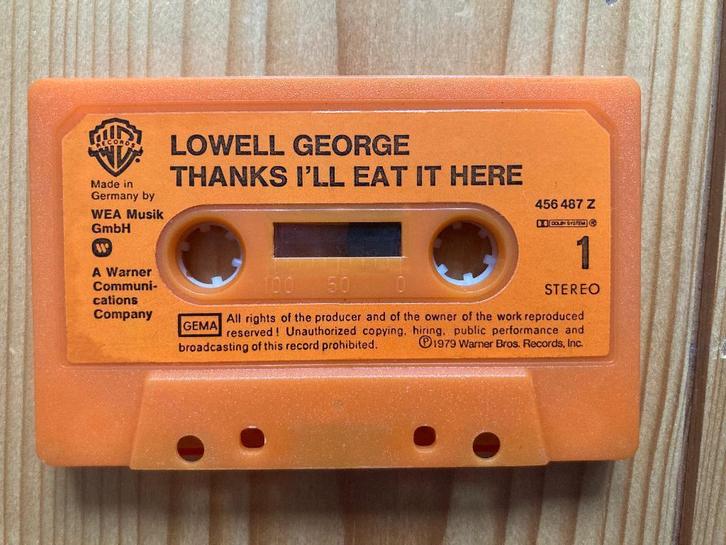 WB
RECORDS
LOWELL GEORGE
THANKS I'LL EAT IT HERE
Made in
Germany by
WEA Musik
GmbH
A Warner
Communi-
cations
Company
456 487 Z
DOLBY SYSTEM ®
1
STEREO
100 50 0
GEMA
All rights of the producer and of the owner of the work reproduced
reserved! Unauthorized copying, hiring, public performance and
broadcasting of this record prohibited. ℗1979 Warner Bros. Records, Inc.